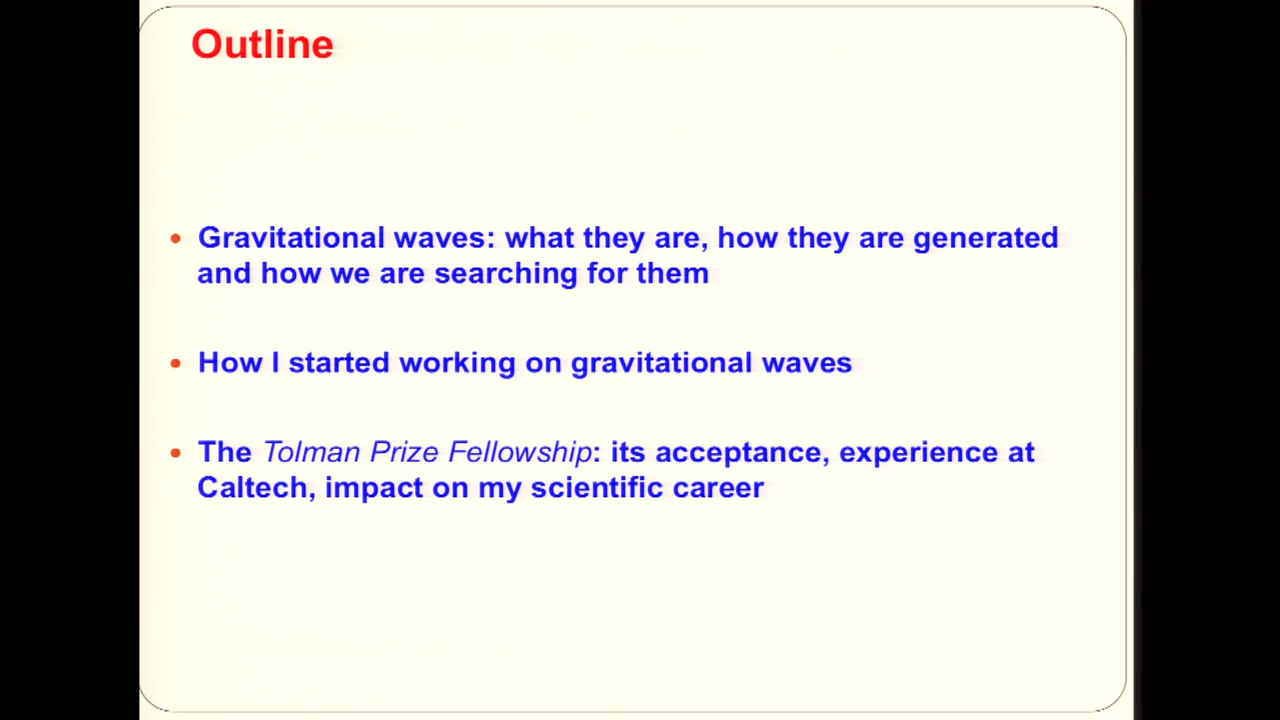 Outline
• Gravitational waves: what they are, how they are generated
and how we are searching for them
• How I started working on gravitational waves
• The Tolman Prize Fellowship: its acceptance, experience at
Caltech, impact on my scientific career